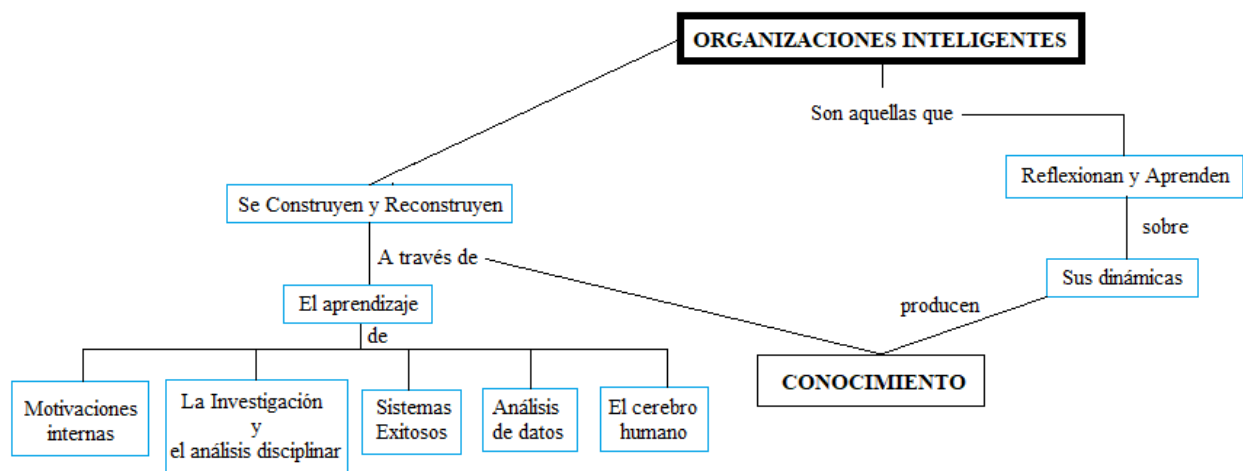 ORGANIZACIONES INTELIGENTES
Son aquellas que
Reflexionan y Aprenden
Se Construyen y Reconstruyen
sobre
A través de
Sus dinámicas
El aprendizaje
producen
de
CONOCIMIENTO
Motivaciones
internas
La Investigación
y
el análisis disciplinar
Sistemas
Exitosos
Análisis
de datos
El cerebro
humano